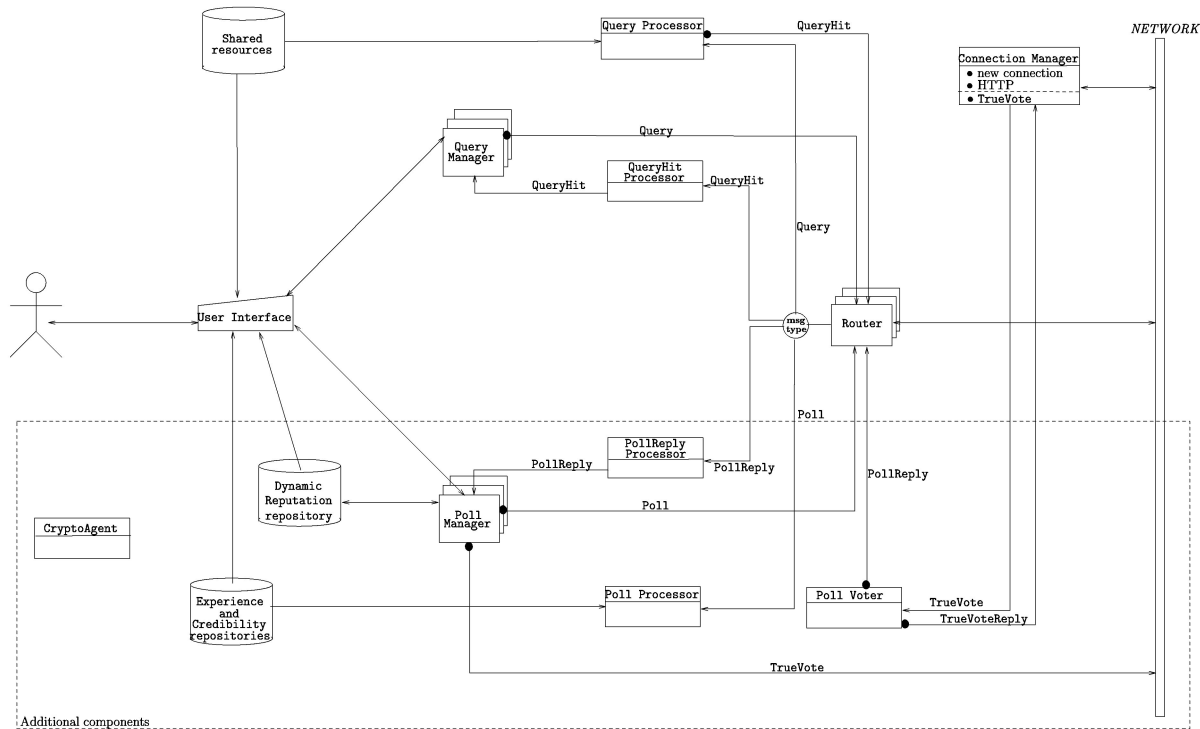 Shared
resources
Query Processor
QueryHit
NETWORK
Connection Manager
● new connection
● HTTP
● TrueVote
Query
Manager
Query
QueryHit
Processor
QueryHit
QueryHit
Query
User Interface
msg
type
Router
Poll
PollReply
Processor
PollReply
PollReply
PollReply
Dynamic
Reputation
repository
Poll
Manager
Poll
CryptoAgent
Experience
and
Credibility
repositories
Poll Processor
Poll Voter
TrueVote
TrueVoteReply
TrueVote
Additional components